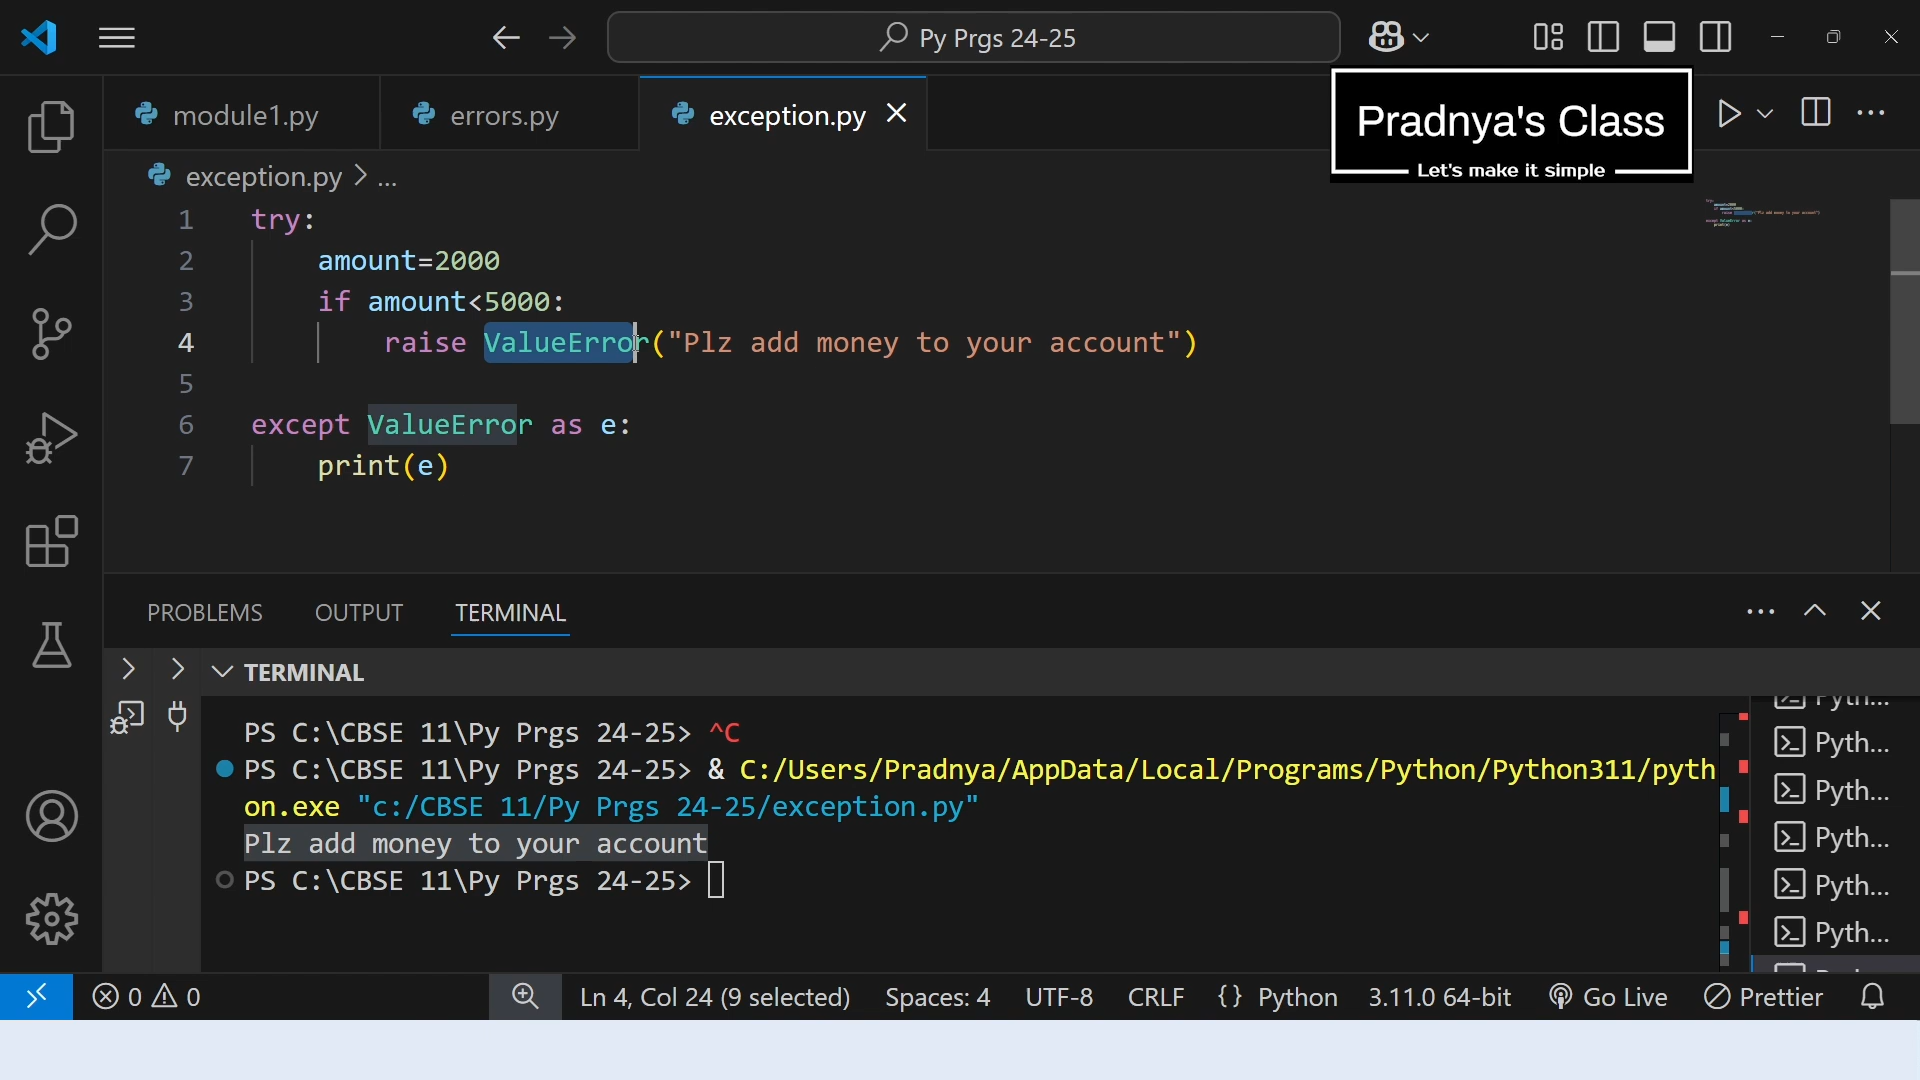 Py Prgs 24-25
module1.py
errors.py
exception.py
Pradnya's Class
Let's make it simple
exception.py > ...
1 try:
2 amount=2000
3 if amount<5000:
4 raise ValueError("Plz add money to your account")
5
6 except ValueError as e:
7 print(e)
PROBLEMS OUTPUT TERMINAL
TERMINAL
PS C:\CBSE 11\Py Prgs 24-25> ^C
PS C:\CBSE 11\Py Prgs 24-25> & C:/Users/Pradnya/AppData/Local/Programs/Python/Python311/pyth
on.exe "c:/CBSE 11/Py Prgs 24-25/exception.py"
Plz add money to your account
PS C:\CBSE 11\Py Prgs 24-25>
Pyth...
Pyth...
Pyth...
Pyth...
Pyth...
0 0 Ln 4, Col 24 (9 selected) Spaces: 4 UTF-8 CRLF {} Python 3.11.0 64-bit Go Live Prettier